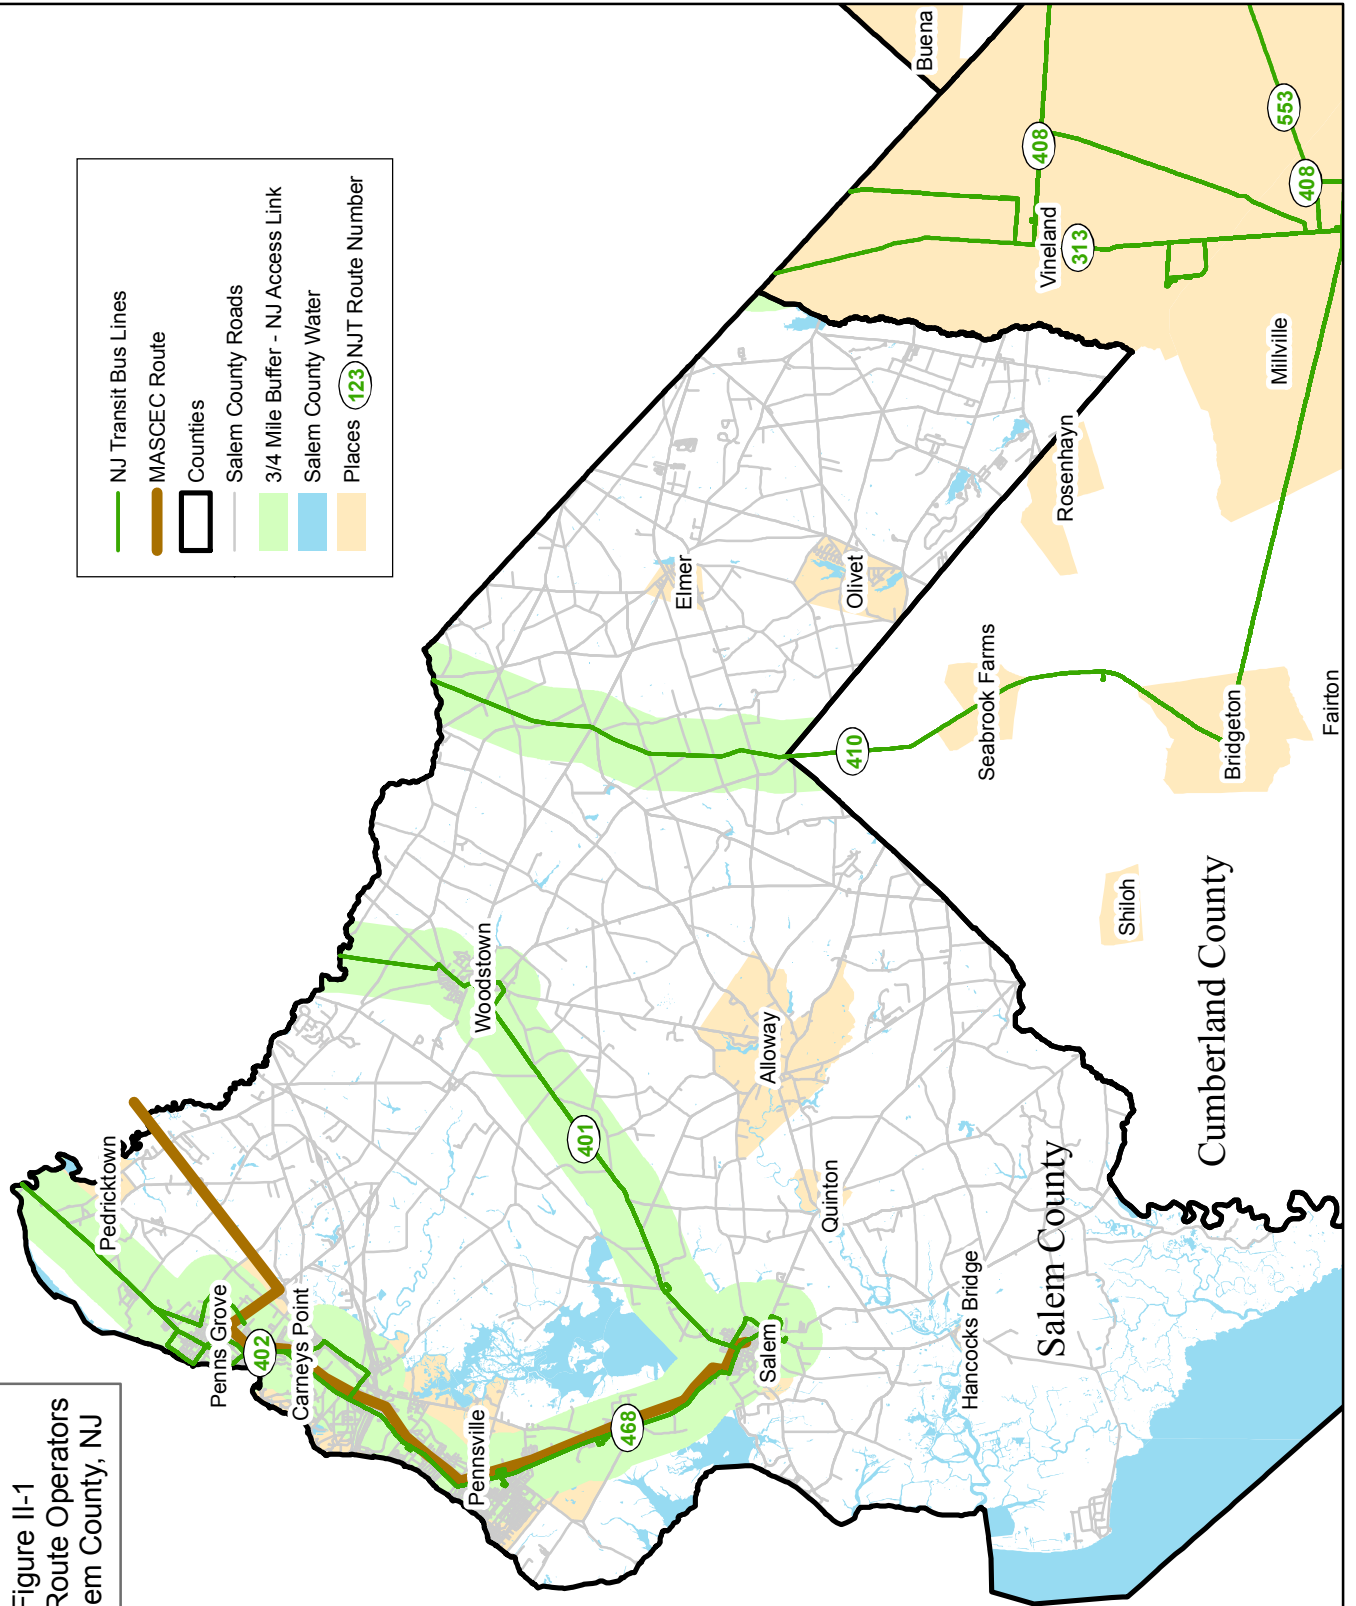 Figure II-1
Route Operators
em County, NJ
NJ Transit Bus Lines
MASCEC Route
Counties
Salem County Roads
3/4 Mile Buffer - NJ Access Link
Salem County Water
Places
123 NJT Route Number
Pedricktown
Penns Grove
402
Carneys Point
Pennsville
468
Salem
401
Woodstown
Alloway
Quinton
Hancocks Bridge
Salem County
Elmer
Olivet
410
Seabrook Farms
Bridgeton
Fairton
Shiloh
Cumberland County
Rosenhayn
Millville
Vineland
313
408
408
553
Buena